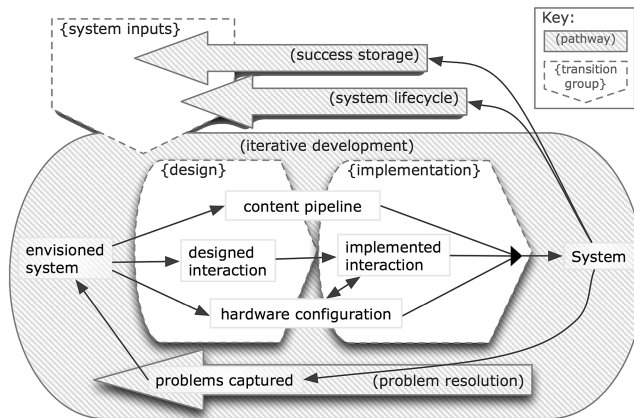 {system inputs}
Key:
(pathway)
{transition
group}
(success storage)
(system lifecycle)
(iterative development)
{design}
{implementation}
content pipeline
envisioned
system
designed
interaction
implemented
interaction
System
hardware configuration
problems captured
(problem resolution)